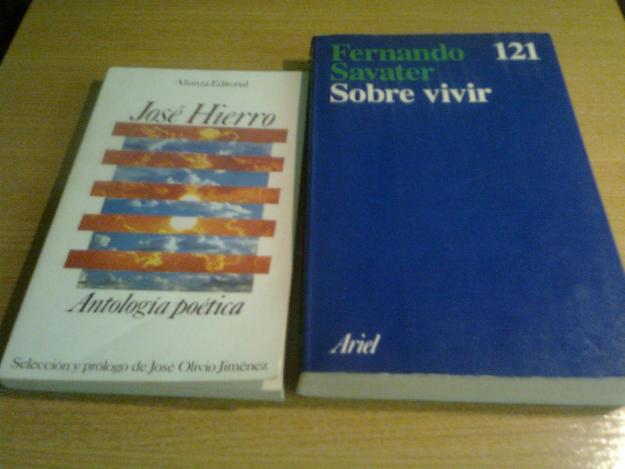 Alianza Editorial
José Hierro
Antología poética
Selección y prólogo de José Olivio Jiménez
Fernando 121
Savater
Sobre vivir
Ariel